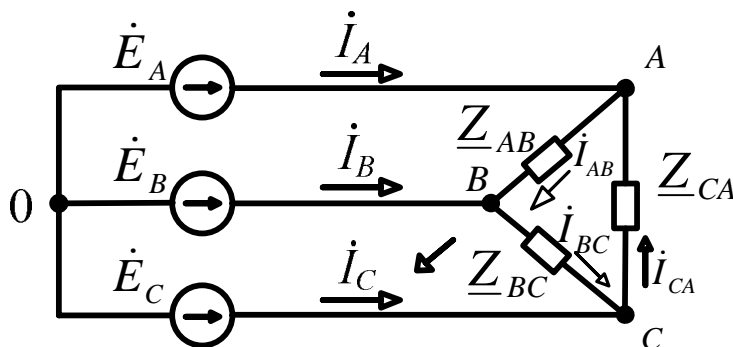 Ė_A İ_A A
Z_AB İ_AB
Ė_B İ_B B Z_CA
0
Ė_C İ_C Z_BC İ_BC İ_CA
C